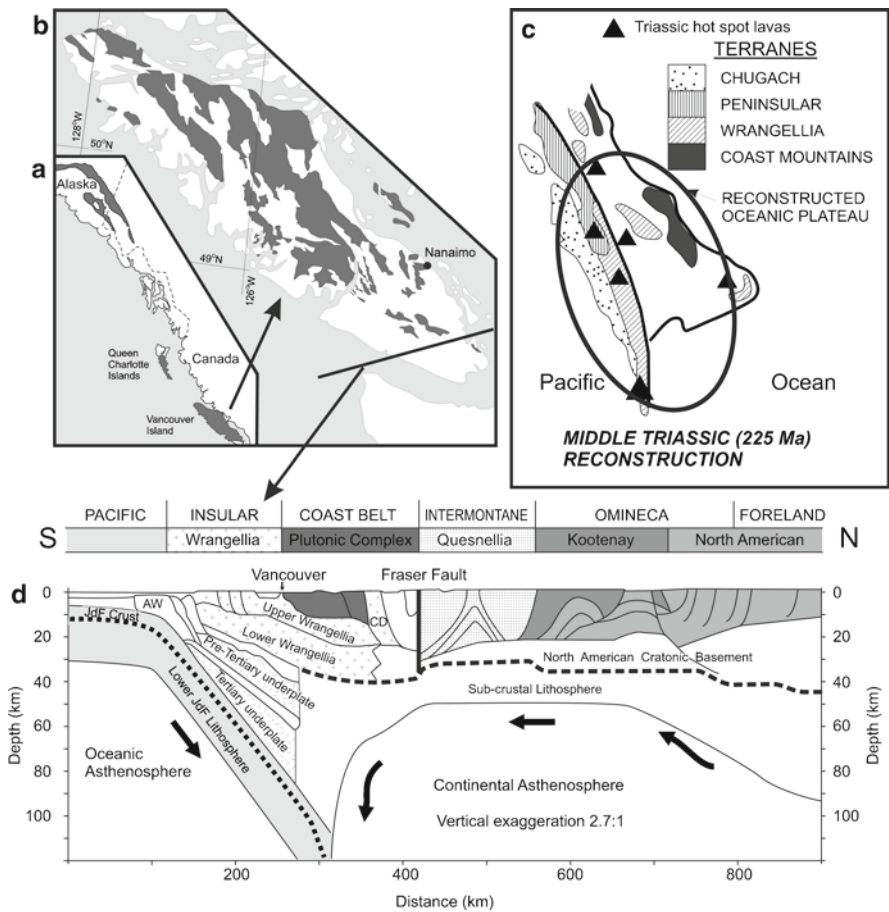 b
128°W
50°N
a
Alaska
49°N
126°W
Nanaimo
Queen
Charlotte
Islands
Canada
Vancouver
Island
c
Triassic hot spot lavas
TERRANES
CHUGACH
PENINSULAR
WRANGELLIA
COAST MOUNTAINS
RECONSTRUCTED
OCEANIC PLATEAU
Pacific Ocean
MIDDLE TRIASSIC (225 Ma)
RECONSTRUCTION
PACIFIC INSULAR COAST BELT INTERMONTANE OMINECA FORELAND
S Wrangellia Plutonic Complex Quesnellia Kootenay North American N
Vancouver Fraser Fault
d
0
20
40
60
80
100
Depth (km)
JdF Crust
AW
Upper Wrangellia
Lower Wrangellia
CD
Pre-Tertiary underplate
Tertiary underplate
Lower JdF Lithosphere
North American Cratonic Basement
Sub-crustal Lithosphere
Oceanic
Asthenosphere
Continental
Asthenosphere
Vertical exaggeration 2.7:1
0
20
40
60
80
100
Depth (km)
200 400 600 800
Distance (km)